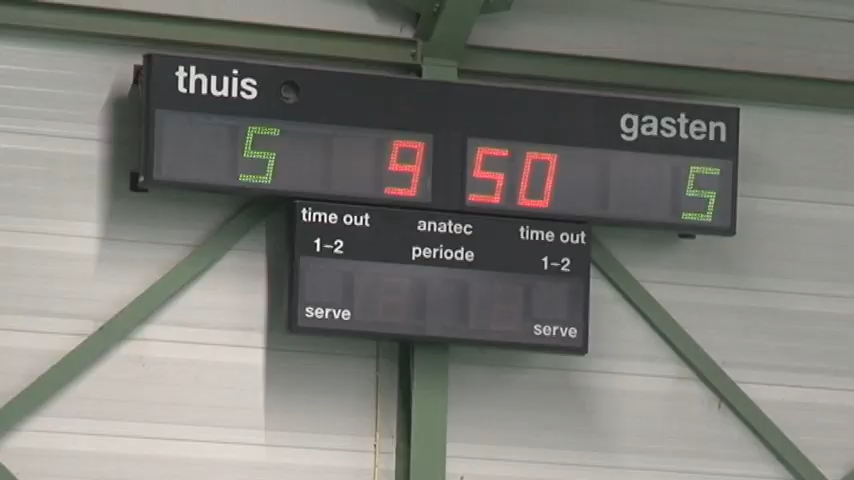 thuis gasten
5 9 50 5
time out anatec time out
1-2 periode 1-2
serve serve